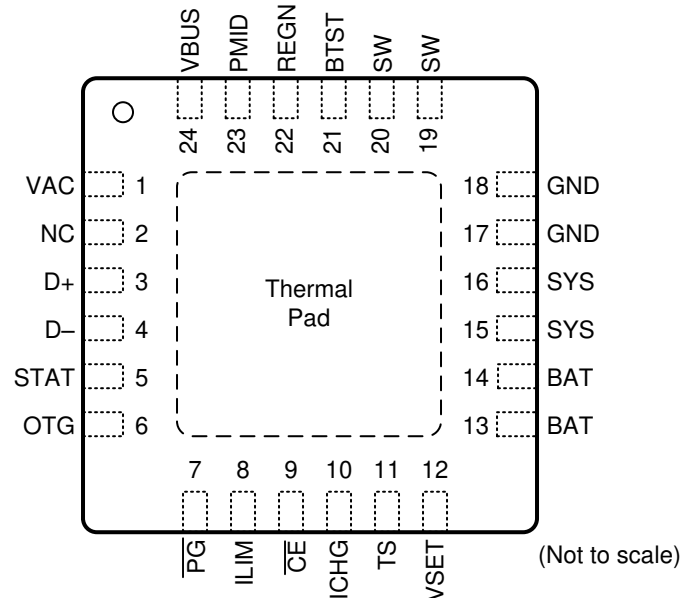 VBUS
PMID
REGN
BTST
SW
SW
24
23
22
21
20
19
VAC 1
NC 2
D+ 3
D– 4
STAT 5
OTG 6
18 GND
17 GND
16 SYS
15 SYS
14 BAT
13 BAT
Thermal
Pad
7
8
9
10
11
12
P̅G̅
ILIM
C̅E̅
ICHG
TS
VSET
(Not to scale)